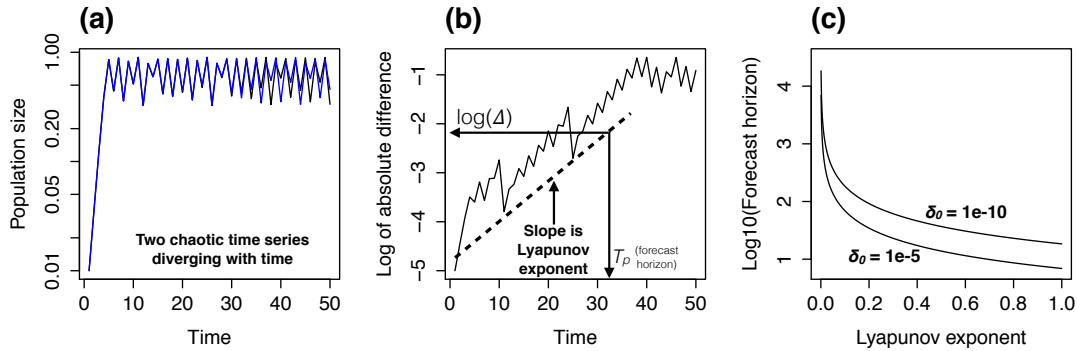 (a)
Population size
1.00
0.20
0.05
0.01
Two chaotic time series
diverging with time
0 10 20 30 40 50
Time
(b)
Log of absolute difference
-1
-2
-3
-4
-5
log(Δ)
Slope is
Lyapunov
exponent
Tp (forecast
horizon)
0 10 20 30 40 50
Time
(c)
Log10(Forecast horizon)
4
3
2
1
δ0 = 1e-10
δ0 = 1e-5
0.0 0.2 0.4 0.6 0.8 1.0
Lyapunov exponent